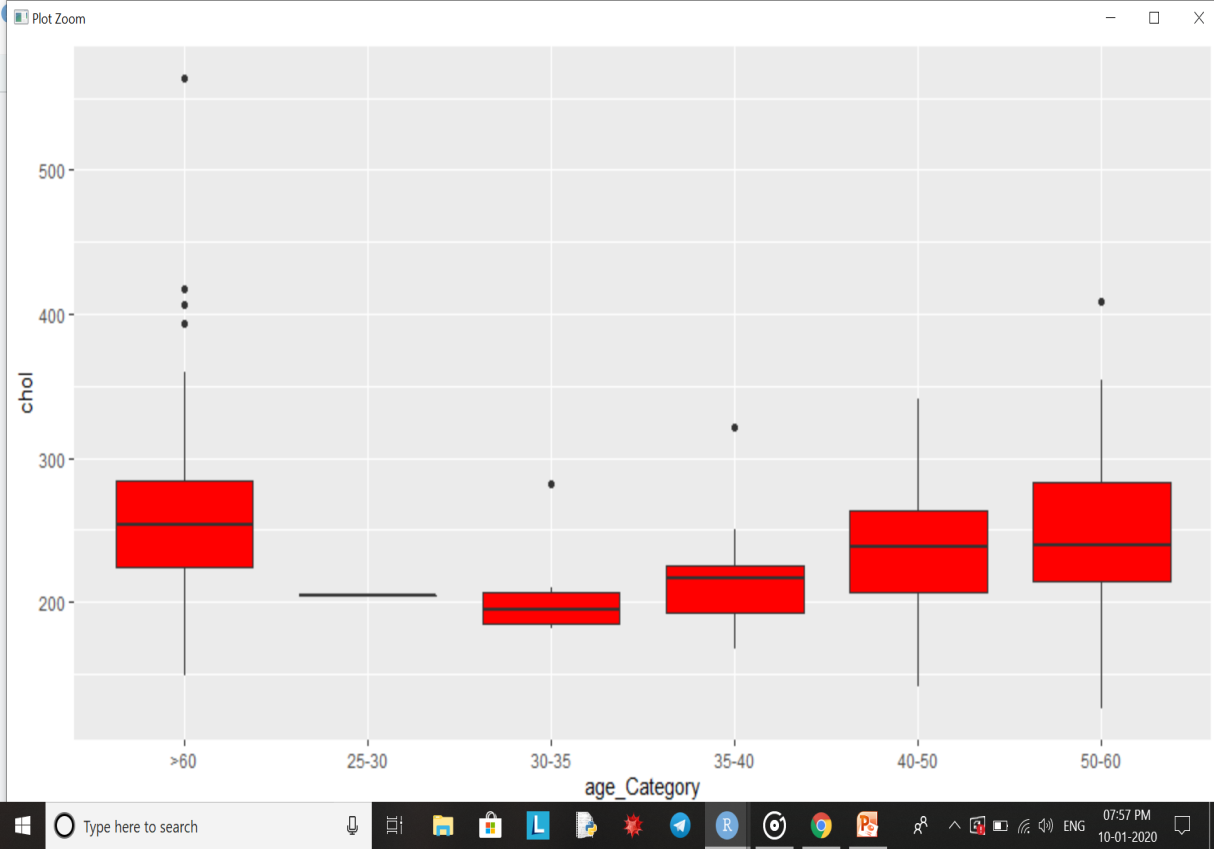 Plot Zoom
500
400
300
200
chol
>60 25-30 30-35 35-40 40-50 50-60
age_Category
Type here to search
L
R
P
ENG
07:57 PM
10-01-2020